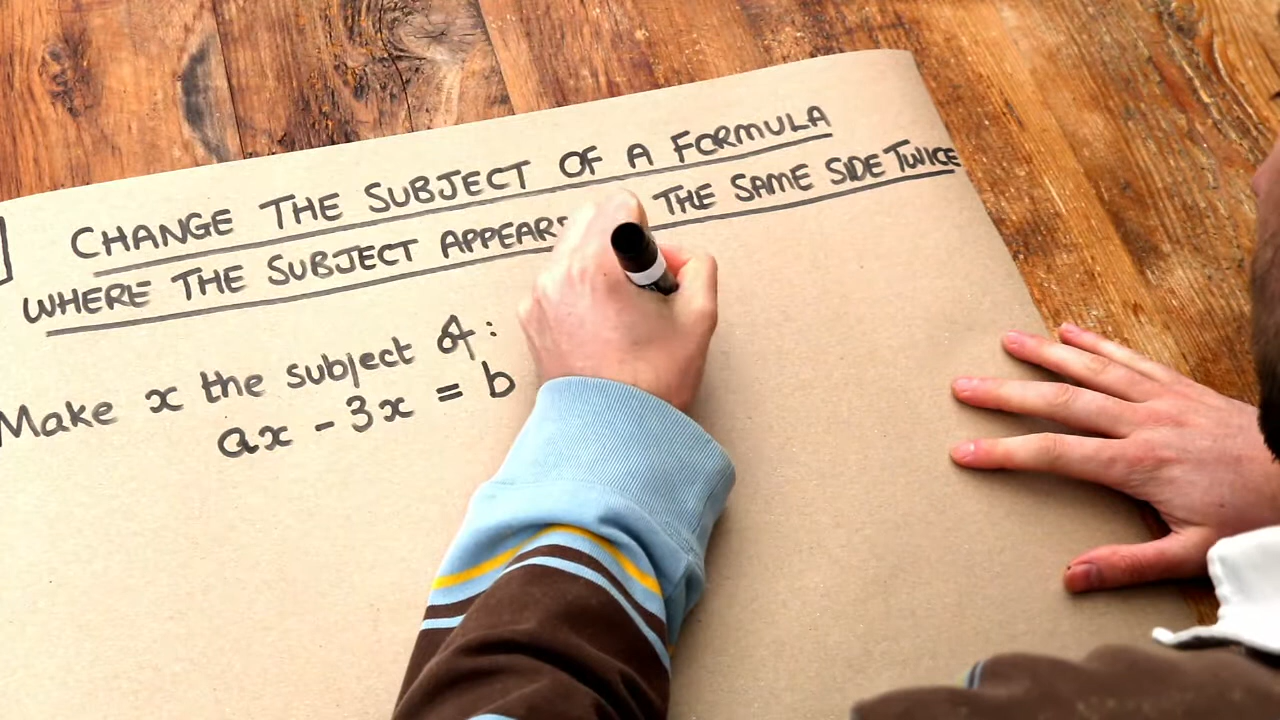 CHANGE THE SUBJECT OF A FORMULA
WHERE THE SUBJECT APPEARS THE SAME SIDE TWICE
Make x the subject of:
ax - 3x = b